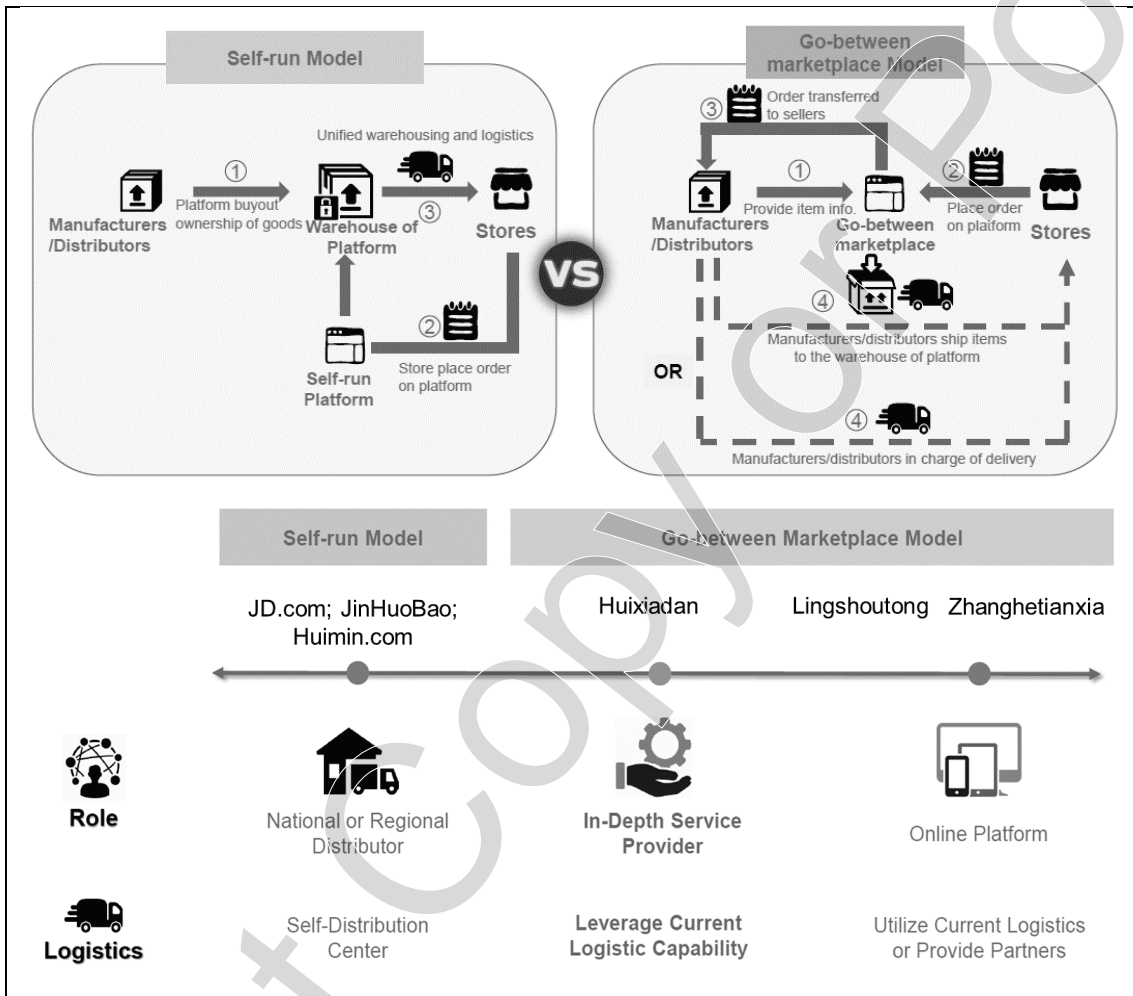 Self-run Model
Unified warehousing and logistics
①
Platform buyout
ownership of goods
③
Manufacturers
/Distributors
Warehouse of
Platform
Stores
②
Self-run
Platform
Store place order
on platform
VS
Go-between
marketplace Model
③
Order transferred
to sellers
①
②
Provide item info.
Place order
on platform
Manufacturers
/Distributors
Go-between
marketplace
Stores
④
Manufacturers/distributors ship items
to the warehouse of platform
OR
④
Manufacturers/distributors in charge of delivery
Self-run Model
Go-between Marketplace Model
JD.com; JinHuoBao;
Huimin.com
Huixiadan
Lingshoutong
Zhanghetianxia
Role
National or Regional
Distributor
In-Depth Service
Provider
Online Platform
Logistics
Self-Distribution
Center
Leverage Current
Logistic Capability
Utilize Current Logistics
or Provide Partners
t Copy or Po